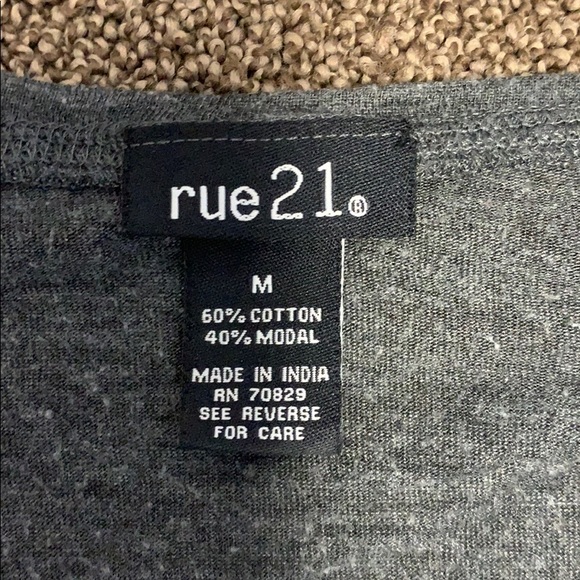 rue21®
M
60% COTTON
40% MODAL
MADE IN INDIA
RN 70829
SEE REVERSE
FOR CARE